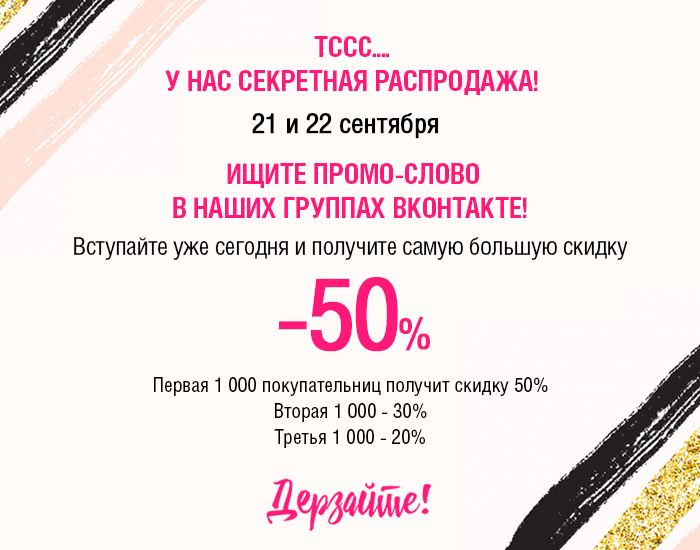 ТССС....
У НАС СЕКРЕТНАЯ РАСПРОДАЖА!
21 и 22 сентября
ИЩИТЕ ПРОМО-СЛОВО
В НАШИХ ГРУППАХ ВКОНТАКТЕ!
Вступайте уже сегодня и получите самую большую скидку
-50%
Первая 1 000 покупательниц получит скидку 50%
Вторая 1 000 - 30%
Третья 1 000 - 20%
Дерзайте!